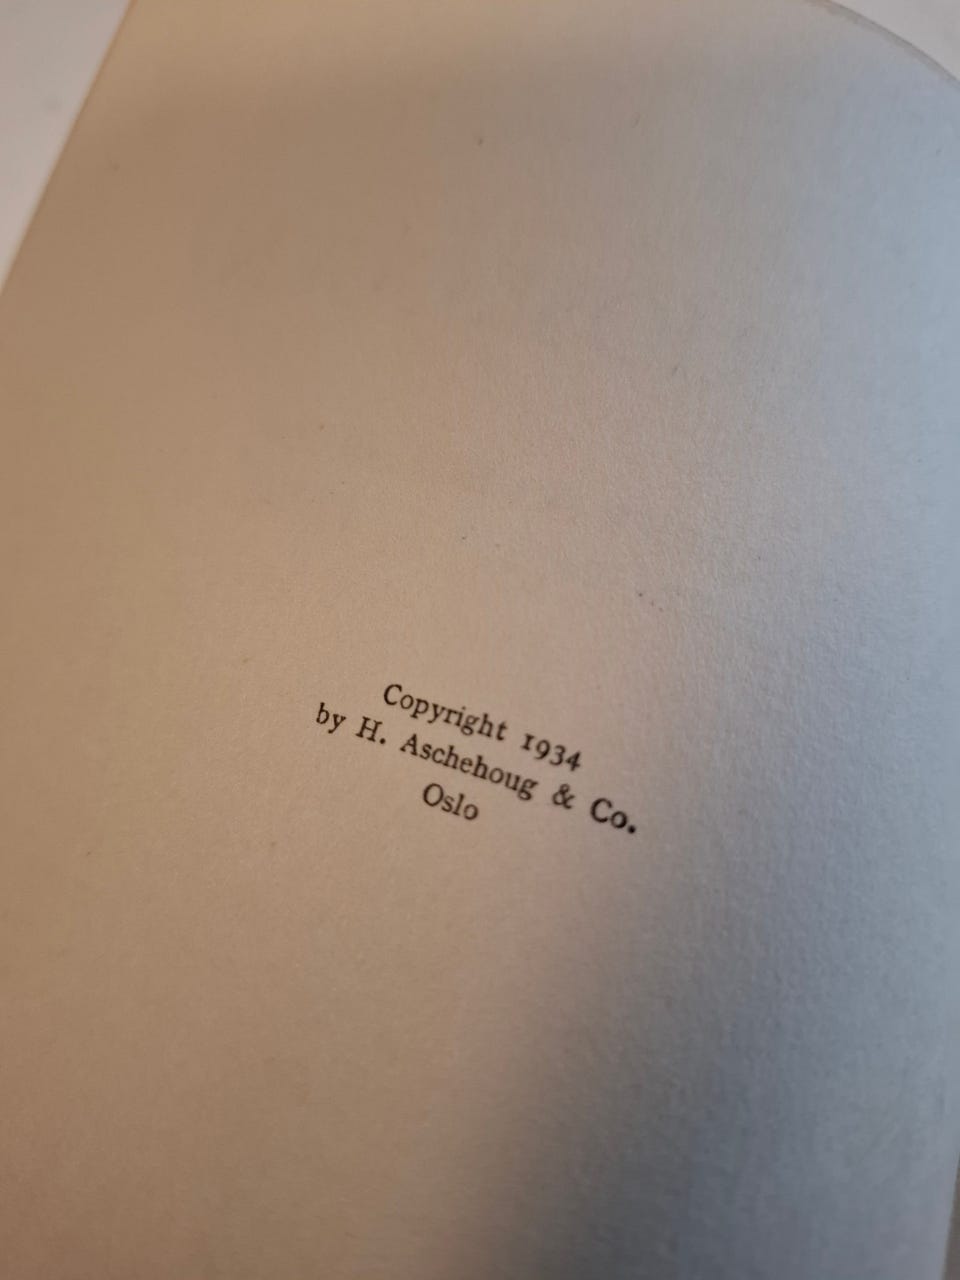 Copyright 1934
by H. Aschehoug & Co.
Oslo